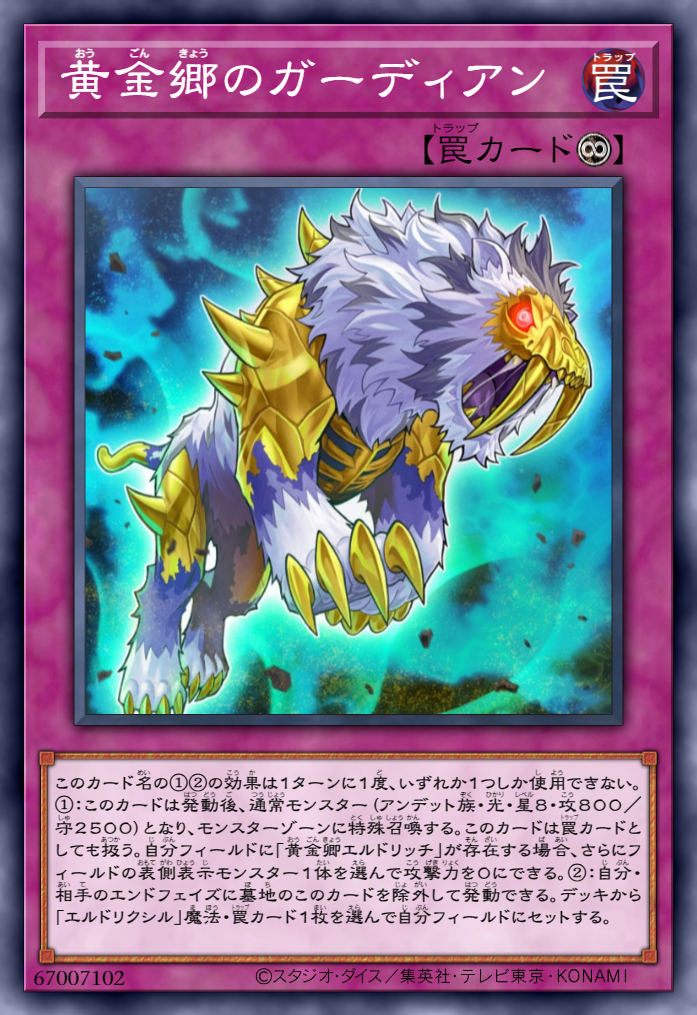 黄金郷のガーディアン 罠
【罠カード】
このカード名の①②の効果は1ターンに1度、いずれか1つしか使用できない。
①:このカードは発動後、通常モンスター(アンデット族・光・星8・攻800/
守2500)となり、モンスターゾーンに特殊召喚する。このカードは罠カードと
しても扱う。自分フィールドに「黄金卿エルドリッチ」が存在する場合、さらにフ
ィールドの表側表示モンスター1体を選んで攻撃力を0にできる。②:自分・
相手のエンドフェイズに墓地のこのカードを除外して発動できる。デッキから
「エルドリクシル」魔法・罠カード1枚を選んで自分フィールドにセットする。
67007102 ©スタジオ・ダイス/集英社・テレビ東京・KONAMI